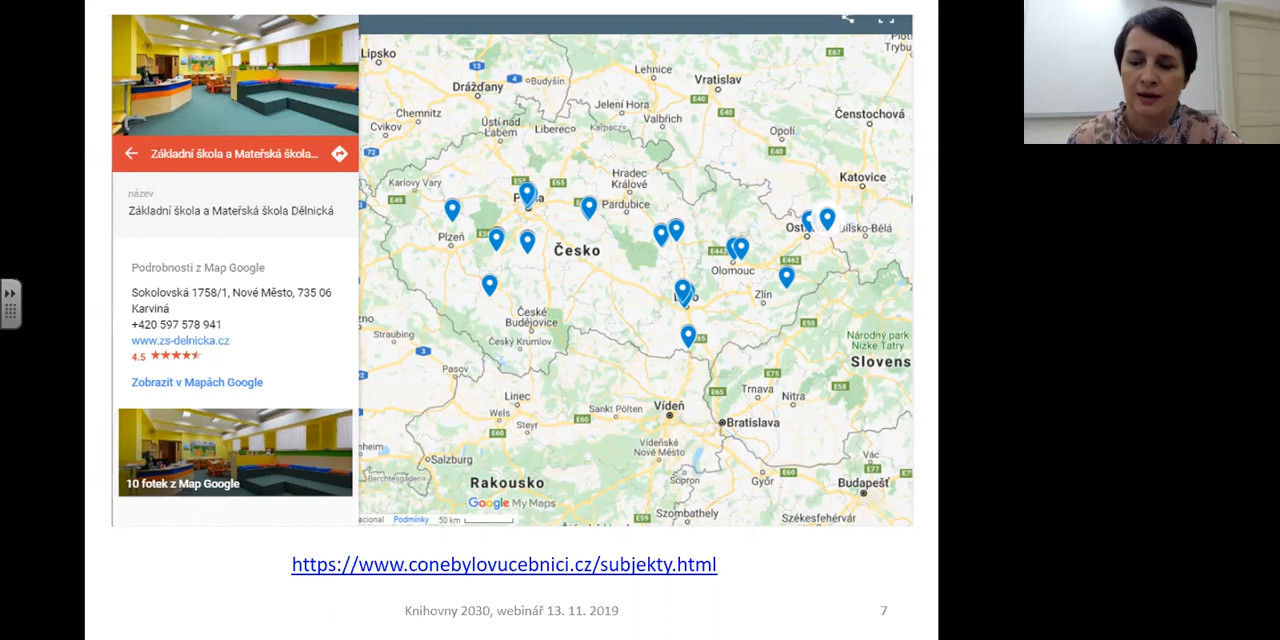 Základní škola a Mateřská škola...
název
Základní škola a Mateřská škola Dělnická
Podrobnosti z Map Google
Sokolovská 1758/1, Nové Město, 735 06
Karviná
+420 597 578 941
www.zs-delnicka.cz
4.5
Zobrazit v Mapách Google
10 fotek z Map Google
Lipsko
Drážďany
Budyšín
Lehnice
Vratislav
Chemnitz
Cvikov
Ústí nad
Labem
Liberec
Jelení Hora
Kalpacze
Valbřich
Opolí
Čenstochová
Katovice
Karlovy Vary
Hradec
Králové
Pardubice
Plzeň
Česko
Olomouc
Zlín
České
Budějovice
Český Krumlov
Straubing
Pasov
Linec
Wels
Steyr
Sankt Pölten
Vídeň
Vídeňské
Nové Město
Bratislava
Trnava
Nitra
Národní park
Nízke Tatry
Slovens
Salzburg
Berchtesgadens
Rakousko
Sopron
Győr
Vác
Budapešť
Szombathely
Székesfehérvár
Google My Maps
Podmínky
50 km
https://www.conebylovucebnici.cz/subjekty.html
Knihovny 2030, webinář 13. 11. 2019
7